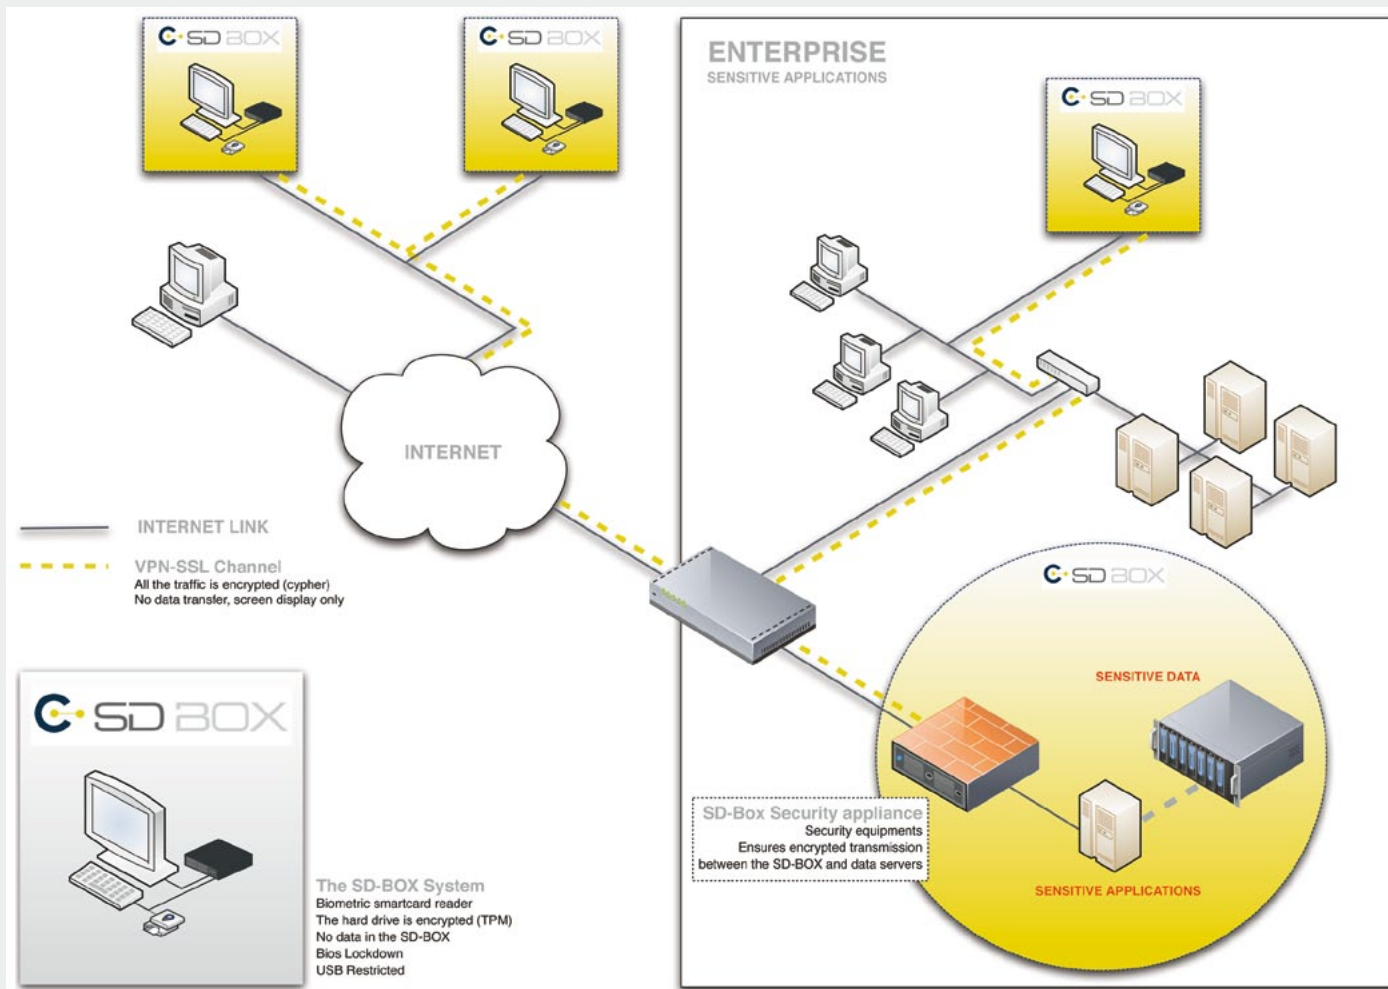 C SD BOX
C SD BOX
ENTERPRISE
SENSITIVE APPLICATIONS
C SD BOX
INTERNET
INTERNET LINK
VPN-SSL Channel
All the traffic is encrypted (cypher)
No data transfer, screen display only
C SD BOX
SENSITIVE DATA
SD-Box Security appliance
Security equipments
Ensures encrypted transmission
between the SD-BOX and data servers
SENSITIVE APPLICATIONS
C SD BOX
The SD-BOX System
Biometric smartcard reader
The hard drive is encrypted (TPM)
No data in the SD-BOX
Bios Lockdown
USB Restricted